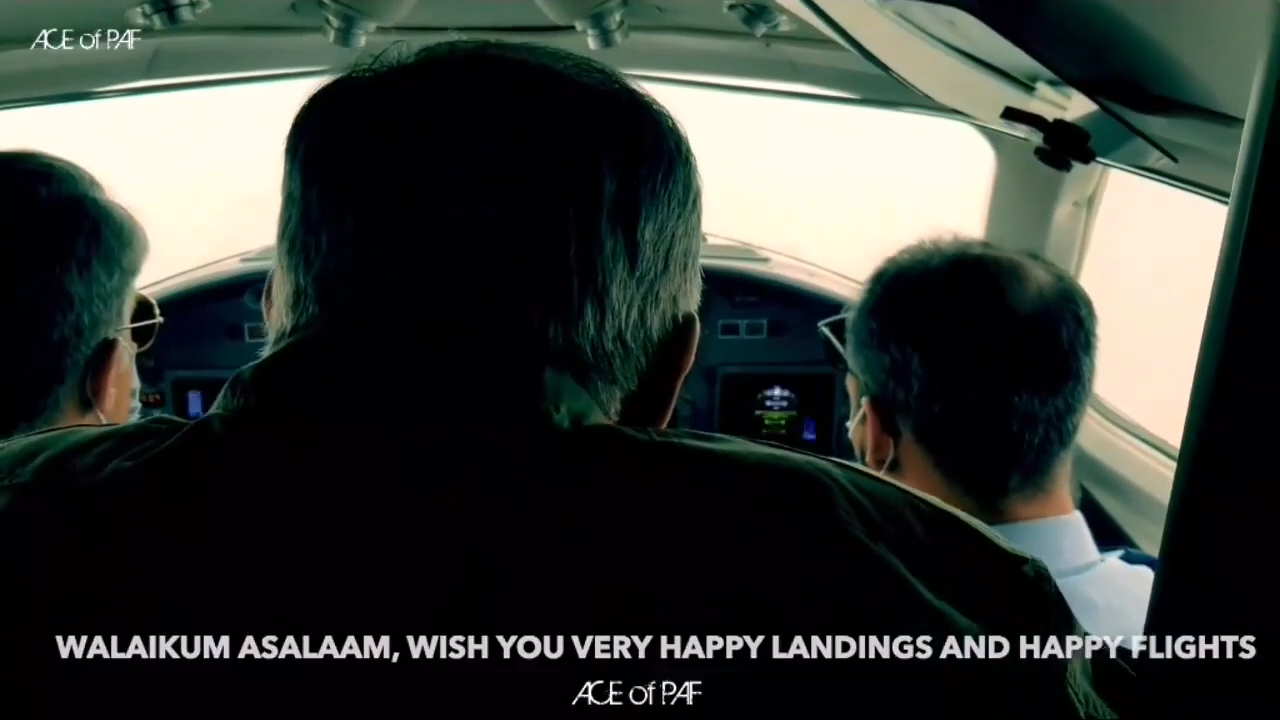 ACE of PAF
WALAIKUM ASALAAM, WISH YOU VERY HAPPY LANDINGS AND HAPPY FLIGHTS
ACE of PAF